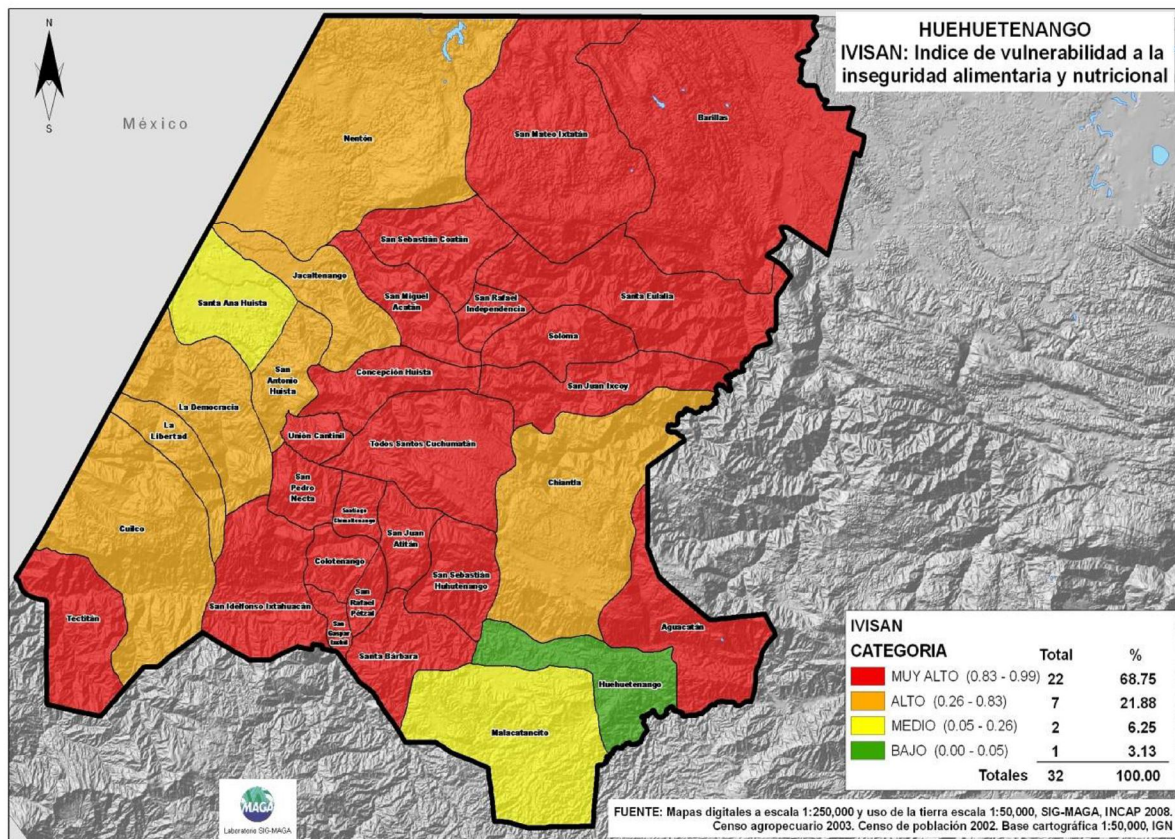 HUEHUETENANGO
IVISAN: Indice de vulnerabilidad a la
inseguridad alimentaria y nutricional
N
S
México
Nentón
San Mateo Ixtatán
Barillas
San Sebastián Coatán
Jacaltenango
Santa Ana Huista
San Miguel
Acatán
San Rafael
Independencia
Santa Eulalia
Soloma
San
Antonio
Huista
Concepción Huista
San Juan Ixcoy
La Democracia
La
Libertad
Unión Cantinil
Todos Santos Cuchumatán
San
Pedro
Necta
Chiantla
Cuilco
San Juan
Atitán
Colotenango
San Sebastián
Huhutenango
Tectitán
San Idelfonso Ixtahuacán
San
Rafael
Pétzal
San
Gaspar
Santa Bárbara
Aguacatán
Huehuetenango
Malacatancito
IVISAN
CATEGORIA Total %
MUY ALTO (0.83 - 0.99) 22 68.75
ALTO (0.26 - 0.83) 7 21.88
MEDIO (0.05 - 0.26) 2 6.25
BAJO (0.00 - 0.05) 1 3.13
Totales 32 100.00
MAGA
Laboratorio SIG-MAGA
FUENTE: Mapas digitales a escala 1:250,000 y uso de la tierra escala 1:50,000, SIG-MAGA, INCAP 2008,
Censo agropecuario 2003. Censo de población 2002. Base cartográfica 1:50,000, IGN